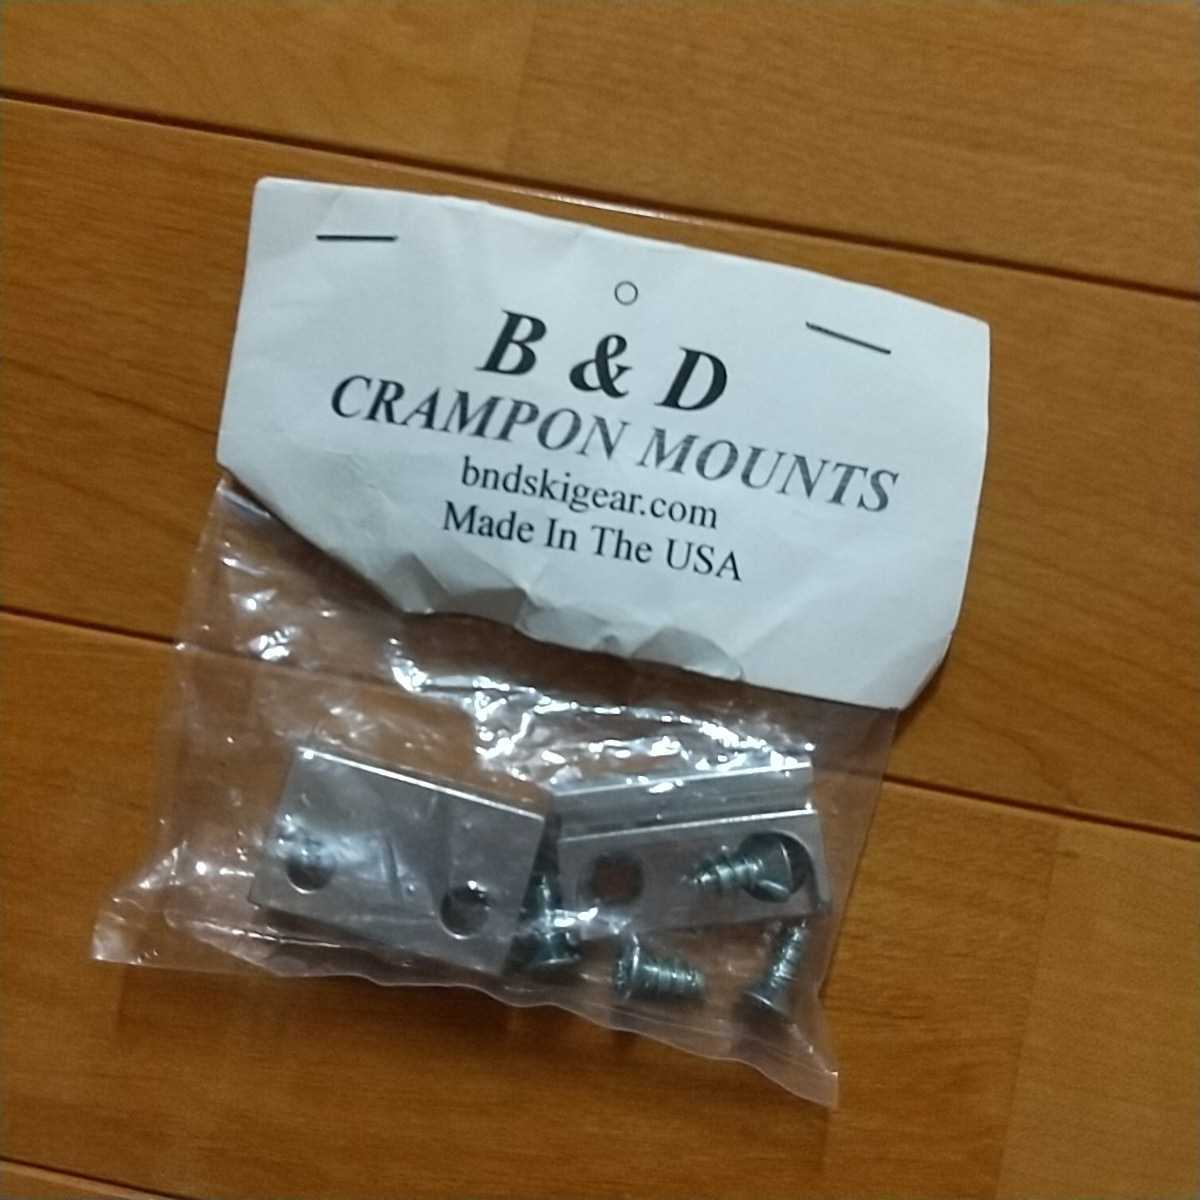 B & D
CRAMPON MOUNTS
bndskigear.com
Made In The USA